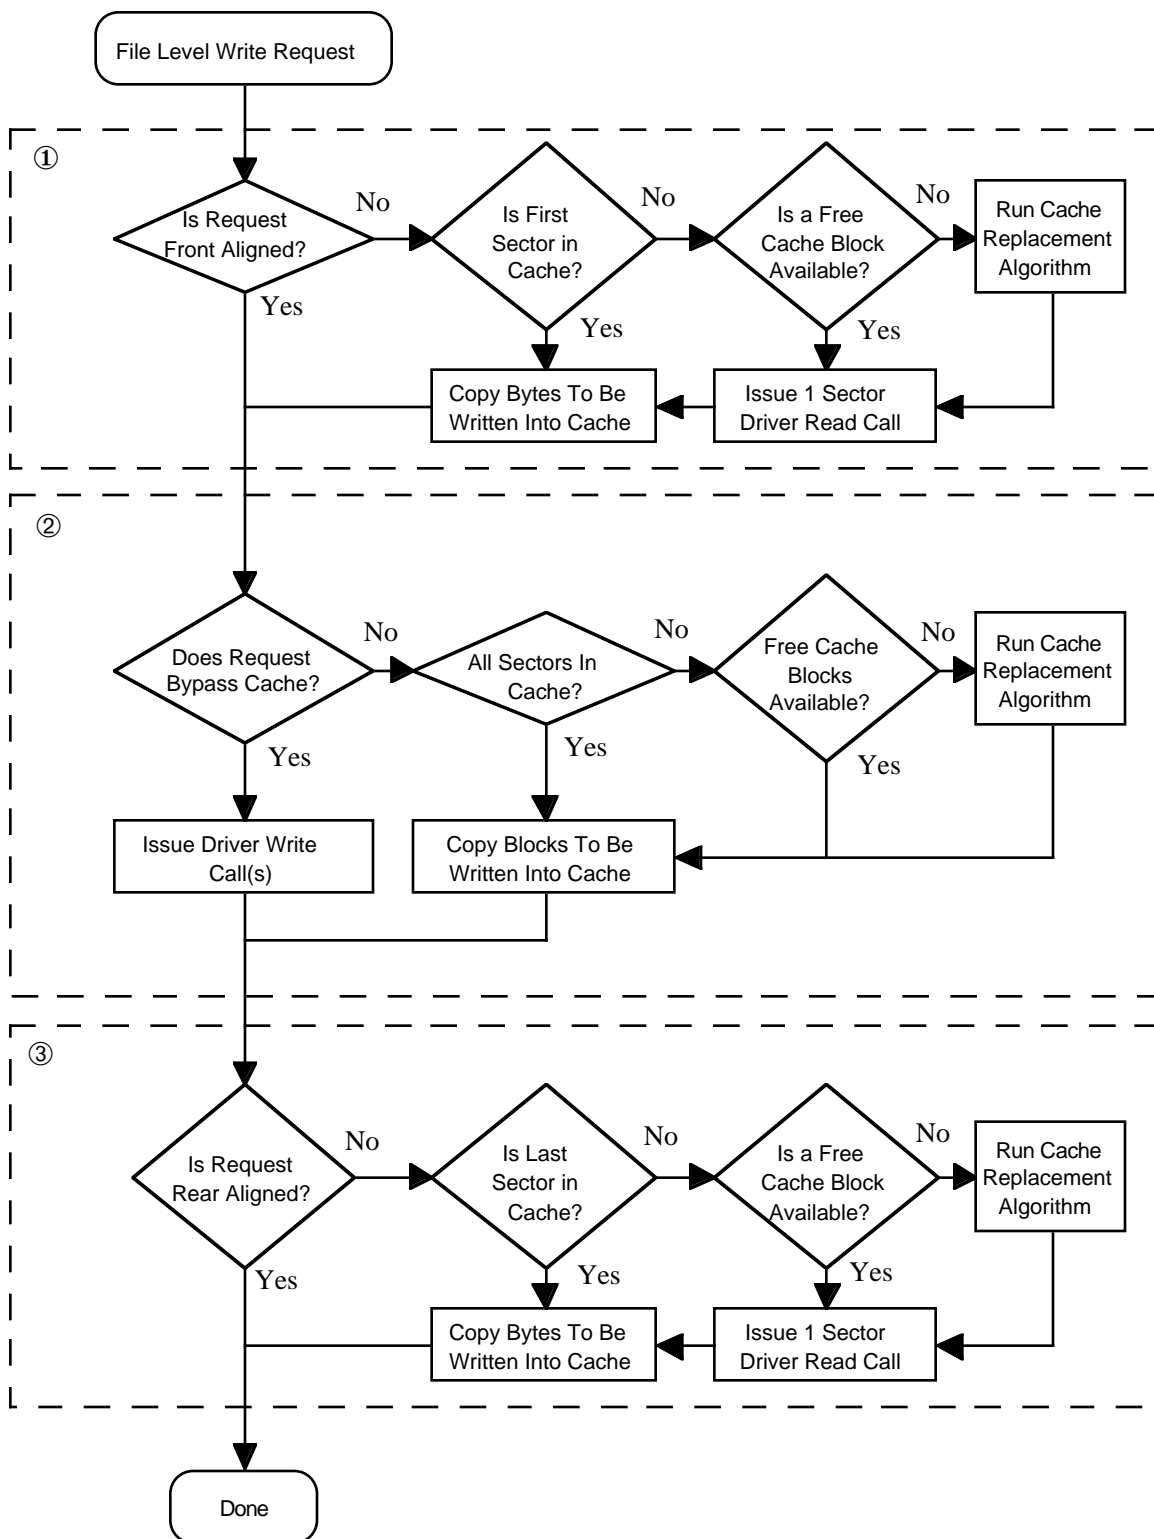 File Level Write Request
①
Is Request
Front Aligned?
No
Is First
Sector in
Cache?
No
Is a Free
Cache Block
Available?
No
Run Cache
Replacement
Algorithm
Yes
Yes
Yes
Copy Bytes To Be
Written Into Cache
Issue 1 Sector
Driver Read Call
②
Does Request
Bypass Cache?
No
All Sectors In
Cache?
No
Free Cache
Blocks
Available?
No
Run Cache
Replacement
Algorithm
Yes
Yes
Yes
Issue Driver Write
Call(s)
Copy Blocks To Be
Written Into Cache
③
Is Request
Rear Aligned?
No
Is Last
Sector in
Cache?
No
Is a Free
Cache Block
Available?
No
Run Cache
Replacement
Algorithm
Yes
Yes
Yes
Copy Bytes To Be
Written Into Cache
Issue 1 Sector
Driver Read Call
Done